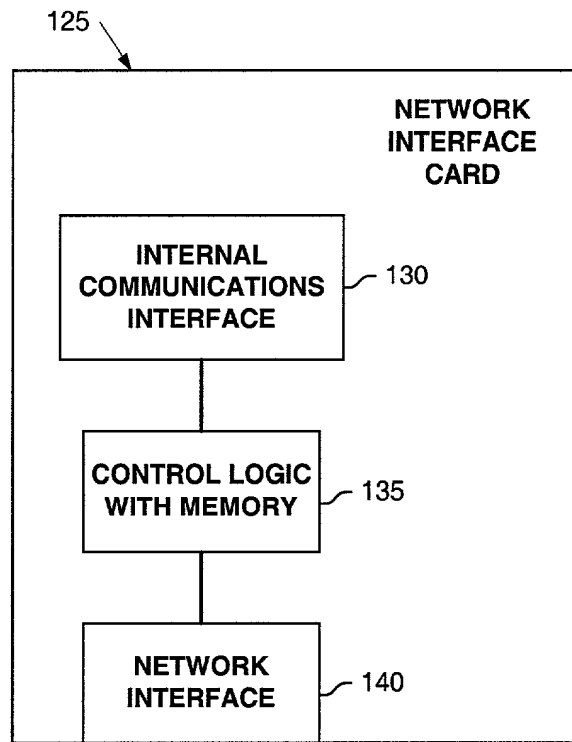 125
NETWORK
INTERFACE
CARD
INTERNAL
COMMUNICATIONS
INTERFACE
130
CONTROL LOGIC
WITH MEMORY
135
NETWORK
INTERFACE
140